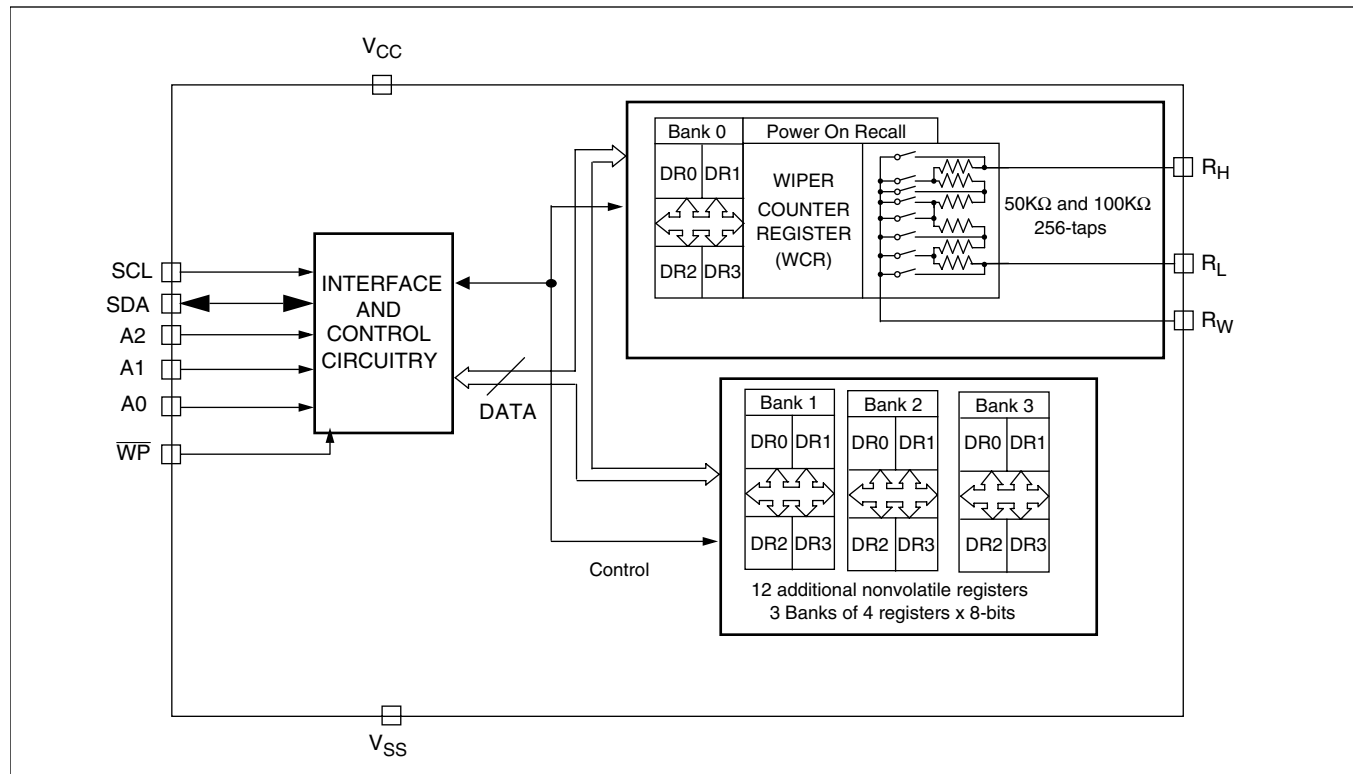 VCC
Bank 0 Power On Recall
DR0 DR1
WIPER
COUNTER
REGISTER
(WCR)
DR2 DR3
50KΩ and 100KΩ
256-taps
RH
RL
RW
SCL
SDA
A2
A1
A0
WP
INTERFACE
AND
CONTROL
CIRCUITRY
DATA
Control
Bank 1 Bank 2 Bank 3
DR0 DR1 DR0 DR1 DR0 DR1
DR2 DR3 DR2 DR3 DR2 DR3
12 additional nonvolatile registers
3 Banks of 4 registers x 8-bits
VSS